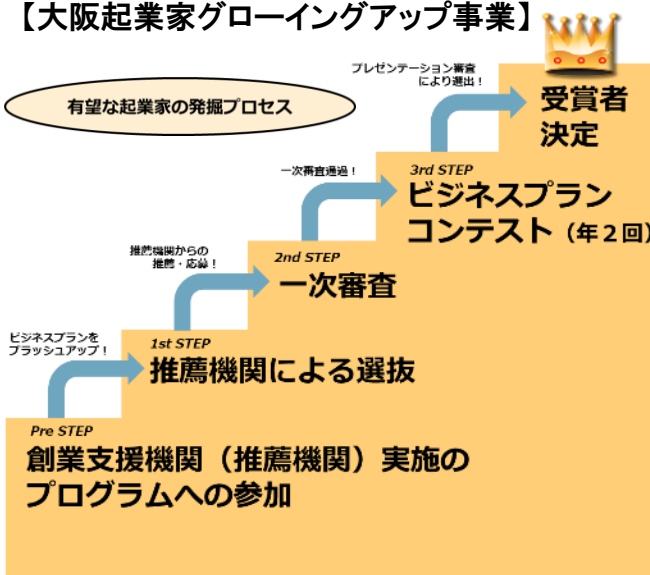 【大阪起業家グローイングアップ事業】
有望な起業家の発掘プロセス
プレゼンテーション審査
により選出！
受賞者
決定
一次審査通過！
3rd STEP
ビジネスプラン
コンテスト（年２回）
推薦機関からの
推薦・応募！
2nd STEP
一次審査
ビジネスプランを
ブラッシュアップ！
1st STEP
推薦機関による選抜
Pre STEP
創業支援機関（推薦機関）実施の
プログラムへの参加